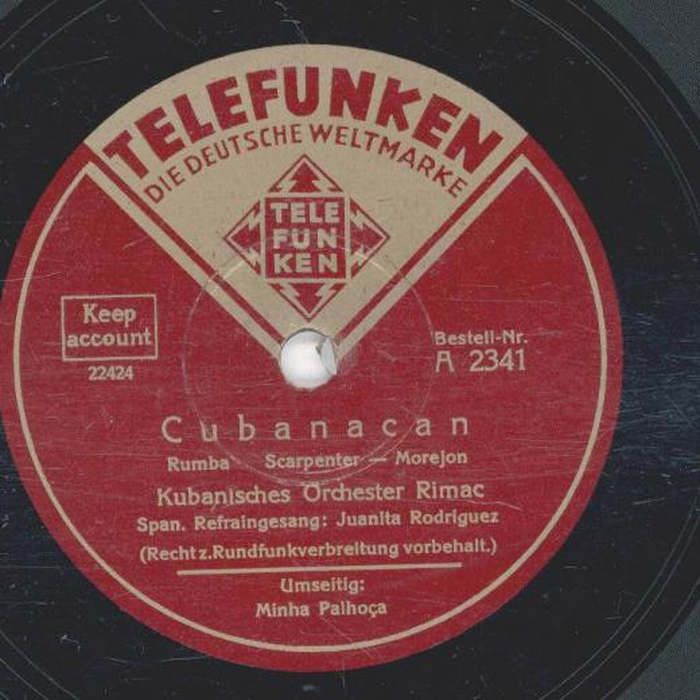 TELEFUNKEN
DIE DEUTSCHE WELTMARKE
TELE
FUN
KEN
Keep
account
22424
Bestell-Nr.
A 2341
Cubanacan
Rumba Scarpenter — Morejon
Kubanisches Orchester Rimac
Span. Refraingesang: Juanita Rodriguez
(Recht z.Rundfunkverbreitung vorbehalt.)
Umseitig:
Minha Palhoça